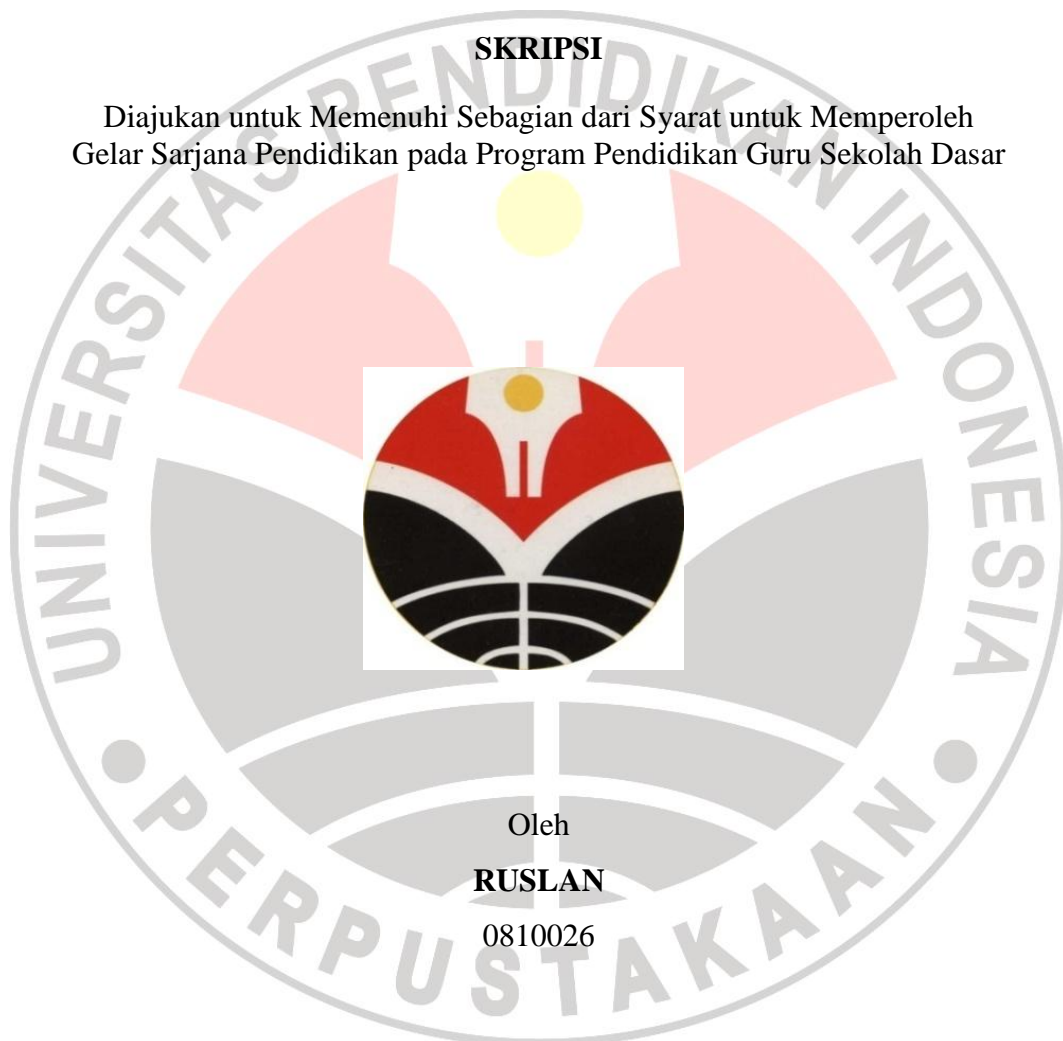 SKRIPSI
Diajukan untuk Memenuhi Sebagian dari Syarat untuk Memperoleh
Gelar Sarjana Pendidikan pada Program Pendidikan Guru Sekolah Dasar
UNIVERSITAS PENDIDIKAN INDONESIA
PERPUSTAKAAN
Oleh
RUSLAN
0810026